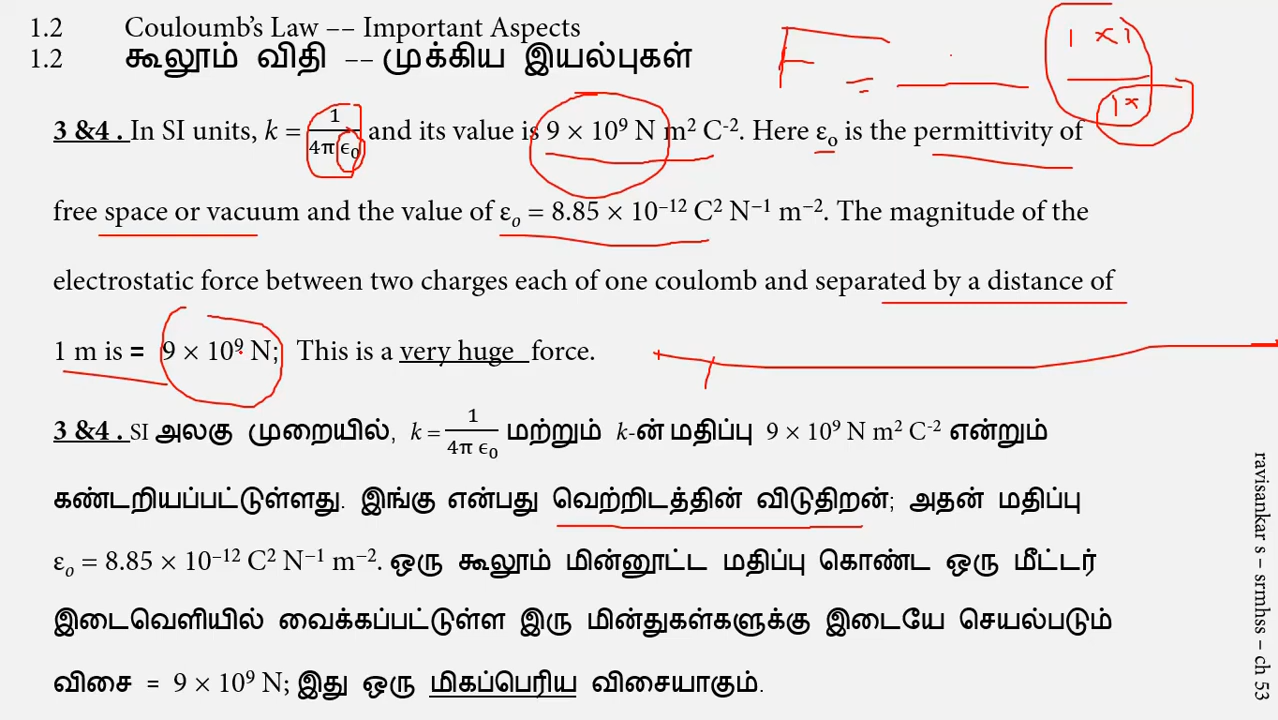 1.2 Couloumb's Law –– Important Aspects
1.2 கூலூம் விதி –– முக்கிய இயல்புகள்
F = 1 x 1
1 x
3 &4 . In SI units, k = 1/4π ϵ₀ and its value is 9 × 10⁹ N m² C⁻². Here εₒ is the permittivity of
free space or vacuum and the value of εₒ = 8.85 × 10⁻¹² C² N⁻¹ m⁻². The magnitude of the
electrostatic force between two charges each of one coulomb and separated by a distance of
1 m is = 9 × 10⁹ N; This is a very huge force.
3 &4 . SI அலகு முறையில், k = 1/4π ϵ₀ மற்றும் k-ன் மதிப்பு 9 × 10⁹ N m² C⁻² என்றும்
கண்டறியப்பட்டுள்ளது. இங்கு என்பது வெற்றிடத்தின் விடுதிறன்; அதன் மதிப்பு
εₒ = 8.85 × 10⁻¹² C² N⁻¹ m⁻². ஒரு கூலூம் மின்னூட்ட மதிப்பு கொண்ட ஒரு மீட்டர்
இடைவெளியில் வைக்கப்பட்டுள்ள இரு மின்துகள்களுக்கு இடையே செயல்படும்
விசை = 9 × 10⁹ N; இது ஒரு மிகப்பெரிய விசையாகும்.
ravisankar s – srmhss – ch 53